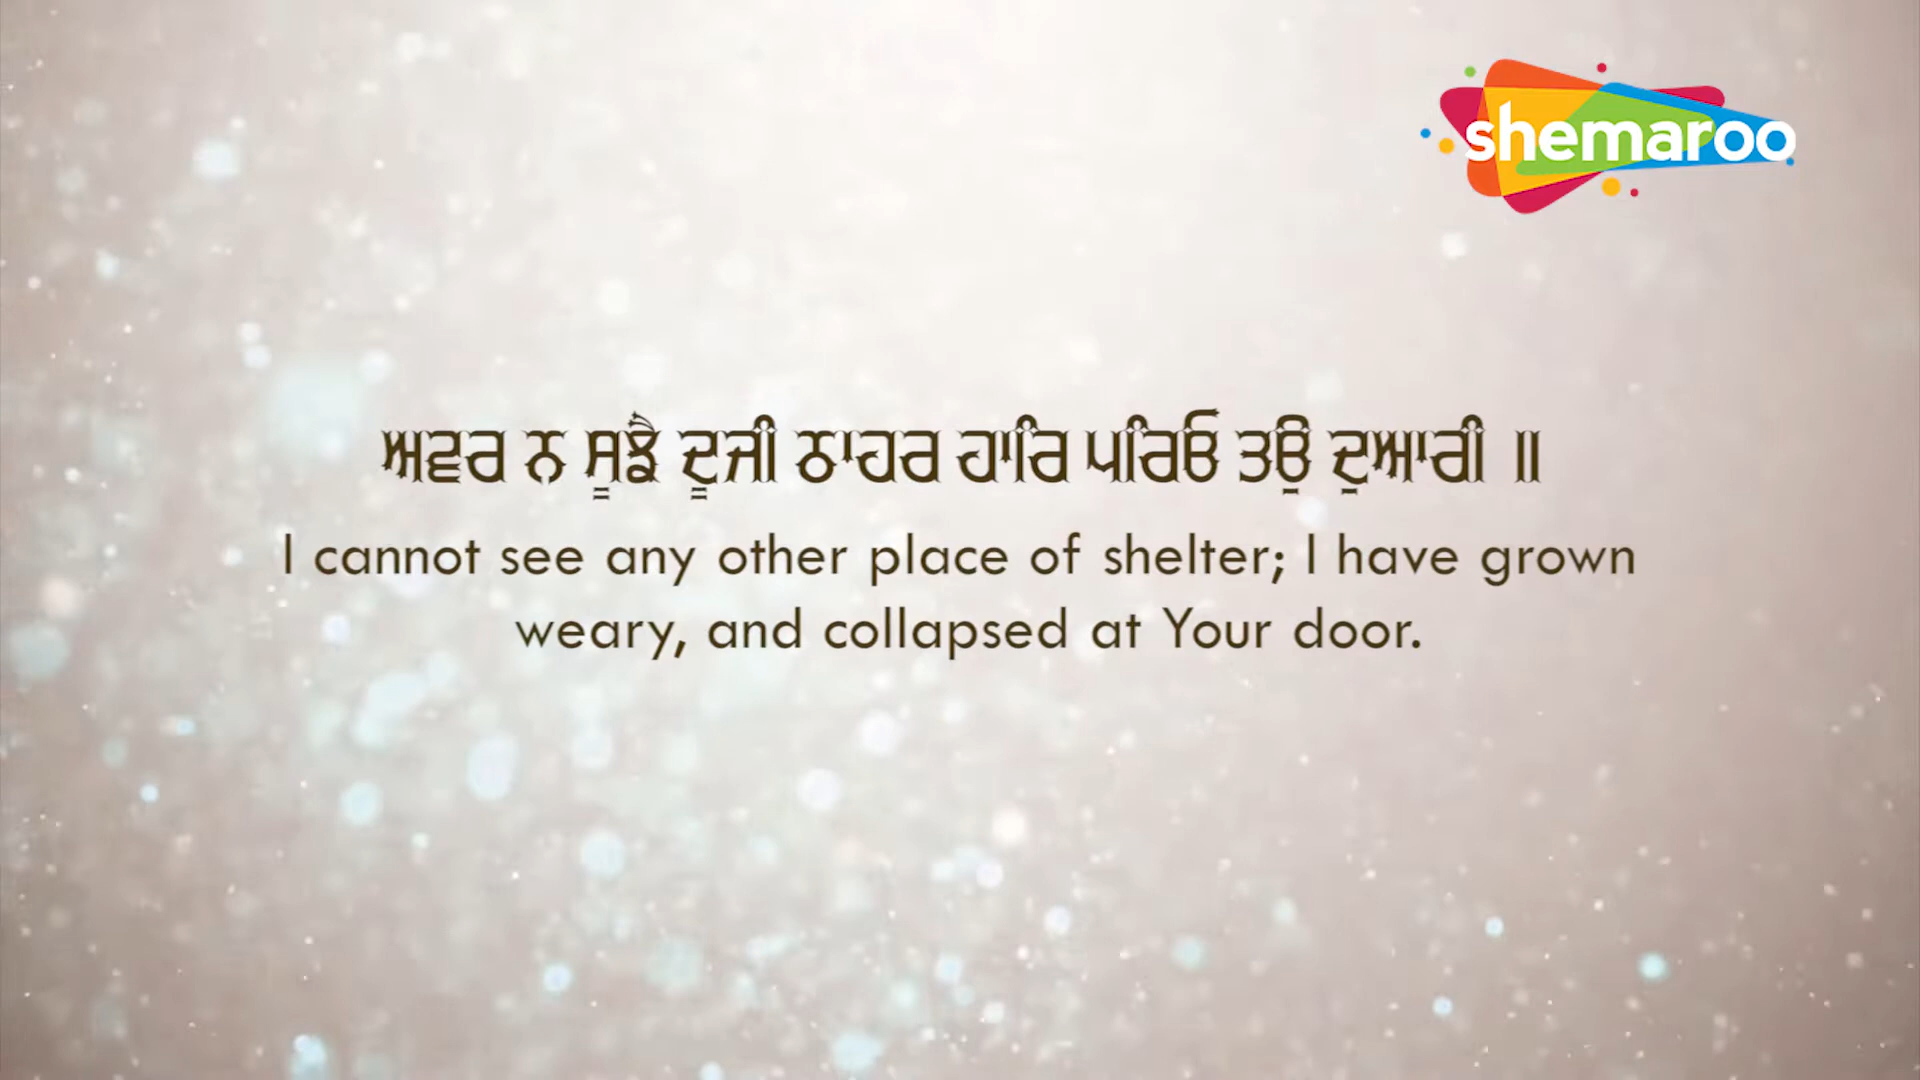 shemaroo
ਅਵਰ ਨ ਸੂਝੈ ਦੂਜੀ ਠਾਹਰ ਹਾਰਿ ਪਰਿਓ ਤਉ ਦੁਆਰੀ ॥
I cannot see any other place of shelter; I have grown
weary, and collapsed at Your door.